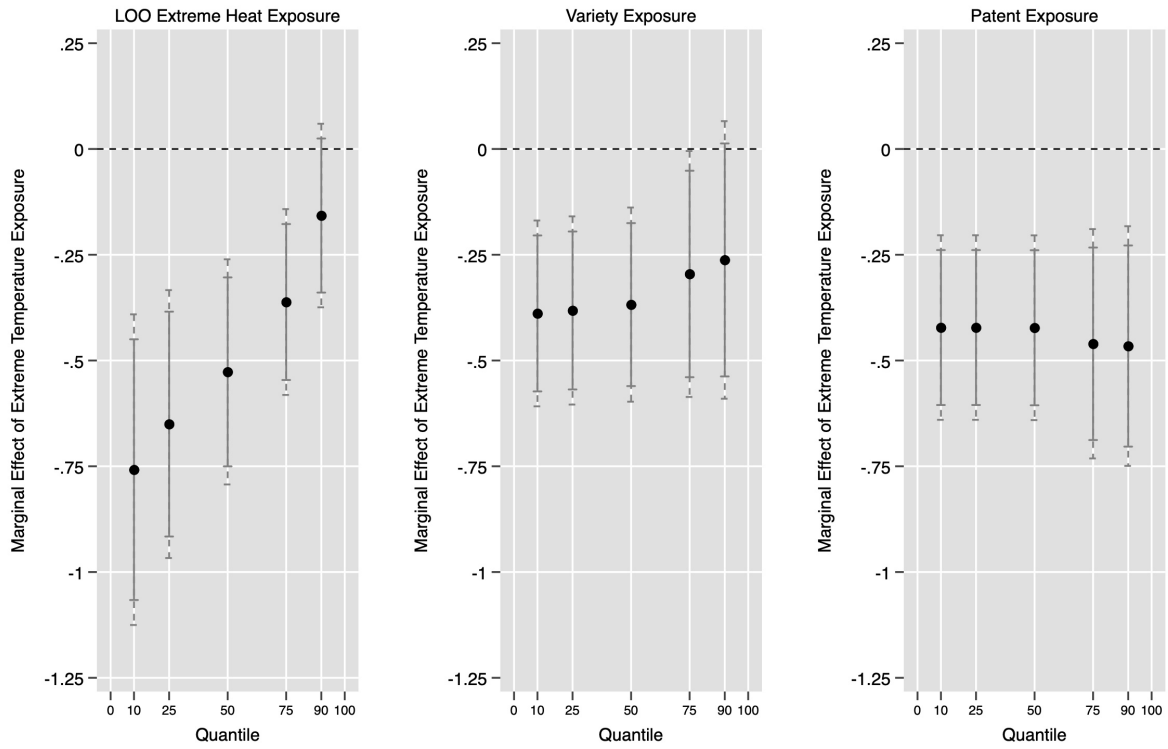 LOO Extreme Heat Exposure
Marginal Effect of Extreme Temperature Exposure
.25
0
-.25
-.5
-.75
-1
-1.25
0 10 25 50 75 90 100
Quantile
Variety Exposure
Marginal Effect of Extreme Temperature Exposure
.25
0
-.25
-.5
-.75
-1
-1.25
0 10 25 50 75 90 100
Quantile
Patent Exposure
Marginal Effect of Extreme Temperature Exposure
.25
0
-.25
-.5
-.75
-1
-1.25
0 10 25 50 75 90 100
Quantile